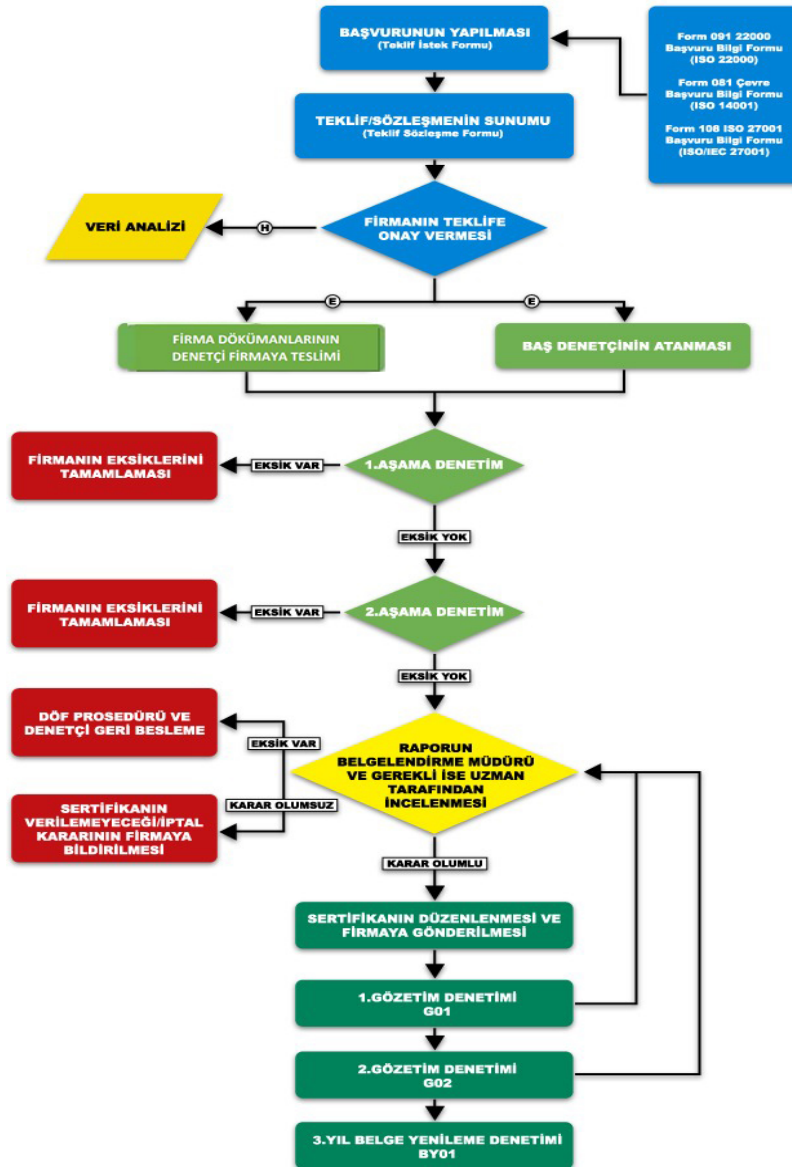 BAŞVURUNUN YAPILMASI
(Teklif İstek Formu)
Form 091 22000
Başvuru Bilgi Formu
(ISO 22000)
Form 081 Çevre
Başvuru Bilgi Formu
(ISO 14001)
Form 108 ISO 27001
Başvuru Bilgi Formu
(ISO/IEC 27001)
TEKLİF/SÖZLEŞMENİN SUNUMU
(Teklif Sözleşme Formu)
FİRMANIN TEKLİFE
ONAY VERMESİ
H
VERİ ANALİZİ
E
E
FİRMA DÖKÜMANLARININ
DENETÇİ FİRMAYA TESLİMİ
BAŞ DENETÇİNİN ATANMASI
1.AŞAMA DENETİM
EKSİK VAR
FİRMANIN EKSİKLERİNİ
TAMAMLAMASI
EKSİK YOK
2.AŞAMA DENETİM
EKSİK VAR
FİRMANIN EKSİKLERİNİ
TAMAMLAMASI
EKSİK YOK
RAPORUN
BELGELENDİRME MÜDÜRÜ
VE GEREKLİ İSE UZMAN
TARAFINDAN
İNCELENMESİ
DÖF PROSEDÜRÜ VE
DENETÇİ GERİ BESLEME
EKSİK VAR
KARAR OLUMSUZ
SERTİFİKANIN
VERİLEMEYECEĞİ/İPTAL
KARARININ FİRMAYA
BİLDİRİLMESİ
KARAR OLUMLU
SERTİFİKANIN DÜZENLENMESİ VE
FİRMAYA GÖNDERİLMESİ
1.GÖZETİM DENETİMİ
G01
2.GÖZETİM DENETİMİ
G02
3.YIL BELGE YENİLEME DENETİMİ
BY01